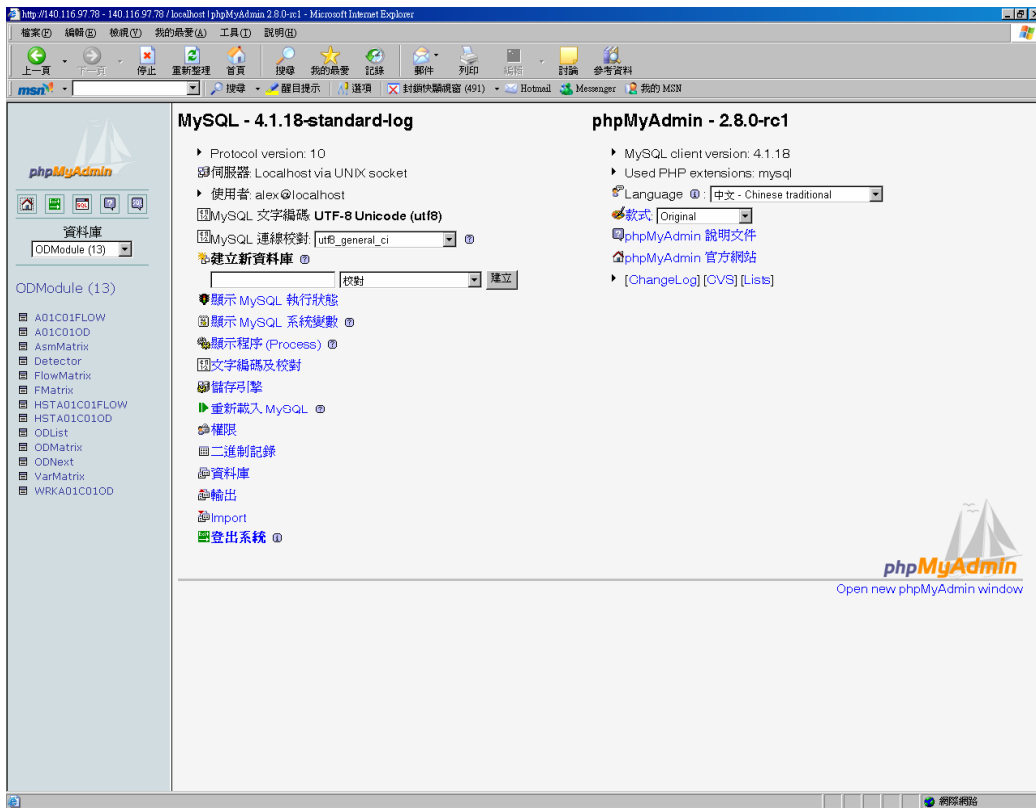 http://140.116.97.78 - 140.116.97.78 / localhost | phpMyAdmin 2.8.0-rc1 - Microsoft Internet Explorer
檔案(F) 編輯(E) 檢視(V) 我的最愛(A) 工具(T) 說明(H)
上一頁 下一頁 停止 重新整理 首頁 搜尋 我的最愛 記錄 郵件 列印 編輯 討論 參考資料
msn 搜尋 醒目提示 選項 封鎖快顯視窗 (491) Hotmail Messenger 我的 MSN
phpMyAdmin
資料庫
ODModule (13)
ODModule (13)
A01C01FLOW
A01C01OD
AsmMatrix
Detector
FlowMatrix
FMatrix
HSTA01C01FLOW
HSTA01C01OD
ODList
ODMatrix
ODNext
VarMatrix
WRKA01C01OD
MySQL - 4.1.18-standard-log
Protocol version: 10
伺服器: Localhost via UNIX socket
使用者: alex@localhost
MySQL 文字編碼: UTF-8 Unicode (utf8)
MySQL 連線校對: utf8_general_ci
建立新資料庫
校對 建立
顯示 MySQL 執行狀態
顯示 MySQL 系統變數
顯示程序 (Process)
文字編碼及校對
儲存引擎
重新載入 MySQL
權限
二進制記錄
資料庫
輸出
Import
登出系統
phpMyAdmin - 2.8.0-rc1
MySQL client version: 4.1.18
Used PHP extensions: mysql
Language : 中文 - Chinese traditional
款式: Original
phpMyAdmin 說明文件
phpMyAdmin 官方網站
[ChangeLog] [CVS] [Lists]
phpMyAdmin
Open new phpMyAdmin window
網際網路